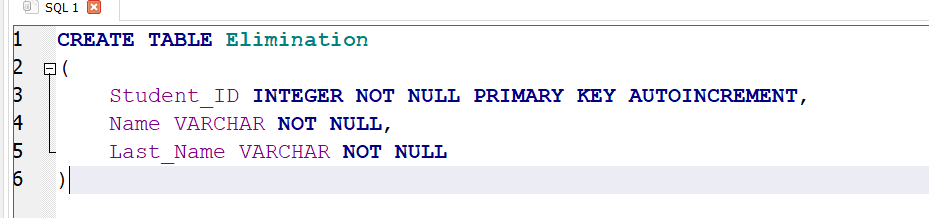 SQL 1
1 CREATE TABLE Elimination
2 (
3 Student_ID INTEGER NOT NULL PRIMARY KEY AUTOINCREMENT,
4 Name VARCHAR NOT NULL,
5 Last_Name VARCHAR NOT NULL
6 )